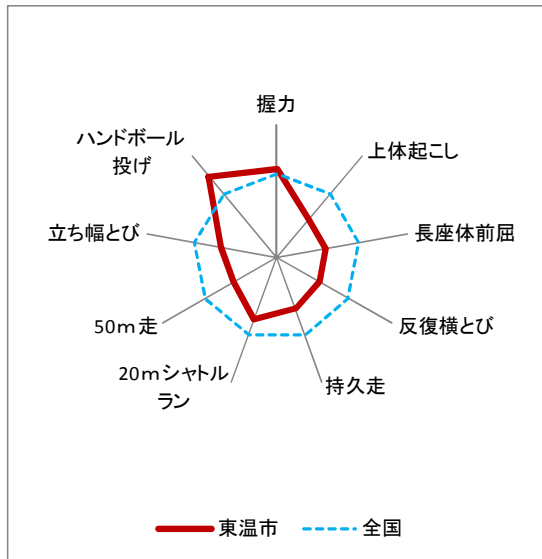 握力
上体起こし
長座体前屈
反復横とび
持久走
20mシャトル
ラン
50m走
立ち幅とび
ハンドボール
投げ
東温市
全国